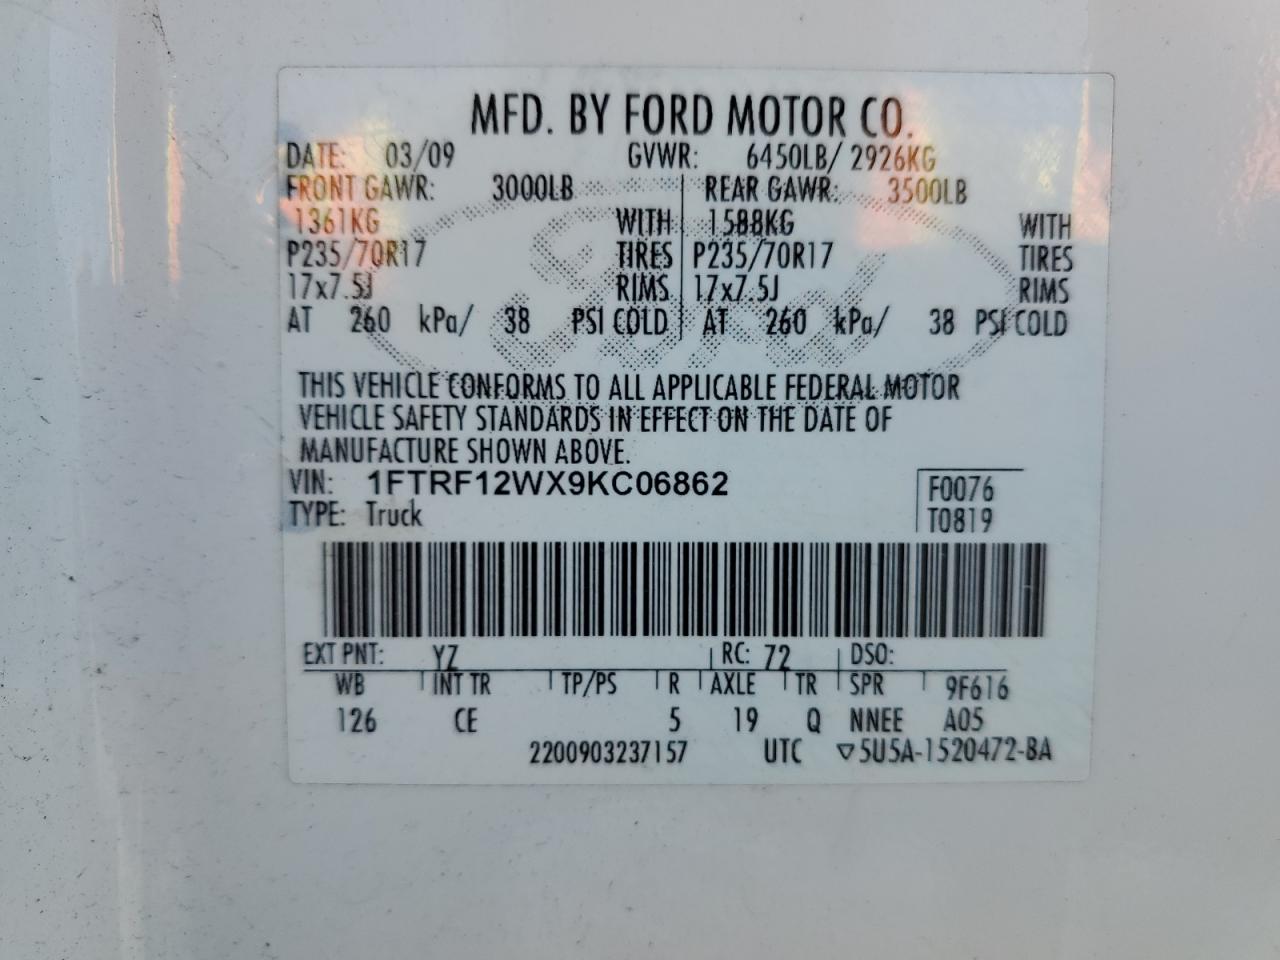 MFD. BY FORD MOTOR CO.
DATE: 03/09 GVWR: 6450LB/ 2926KG
FRONT GAWR: 3000LB REAR GAWR: 3500LB
1361KG WITH 1588KG WITH
P235/70R17 TIRES P235/70R17 TIRES
17x7.5J RIMS 17x7.5J RIMS
AT 260 kPa/ 38 PSI COLD AT 260 kPa/ 38 PSI COLD
Ford
THIS VEHICLE CONFORMS TO ALL APPLICABLE FEDERAL MOTOR
VEHICLE SAFETY STANDARDS IN EFFECT ON THE DATE OF
MANUFACTURE SHOWN ABOVE.
VIN: 1FTRF12WX9KC06862
F0076
TYPE: Truck T0819
EXT PNT: YZ RC: 72 DSO:
WB INT TR TP/PS R AXLE TR SPR 9F616
126 CE 5 19 Q NNEE A05
2200903237157 UTC ▽5U5A-1520472-BA